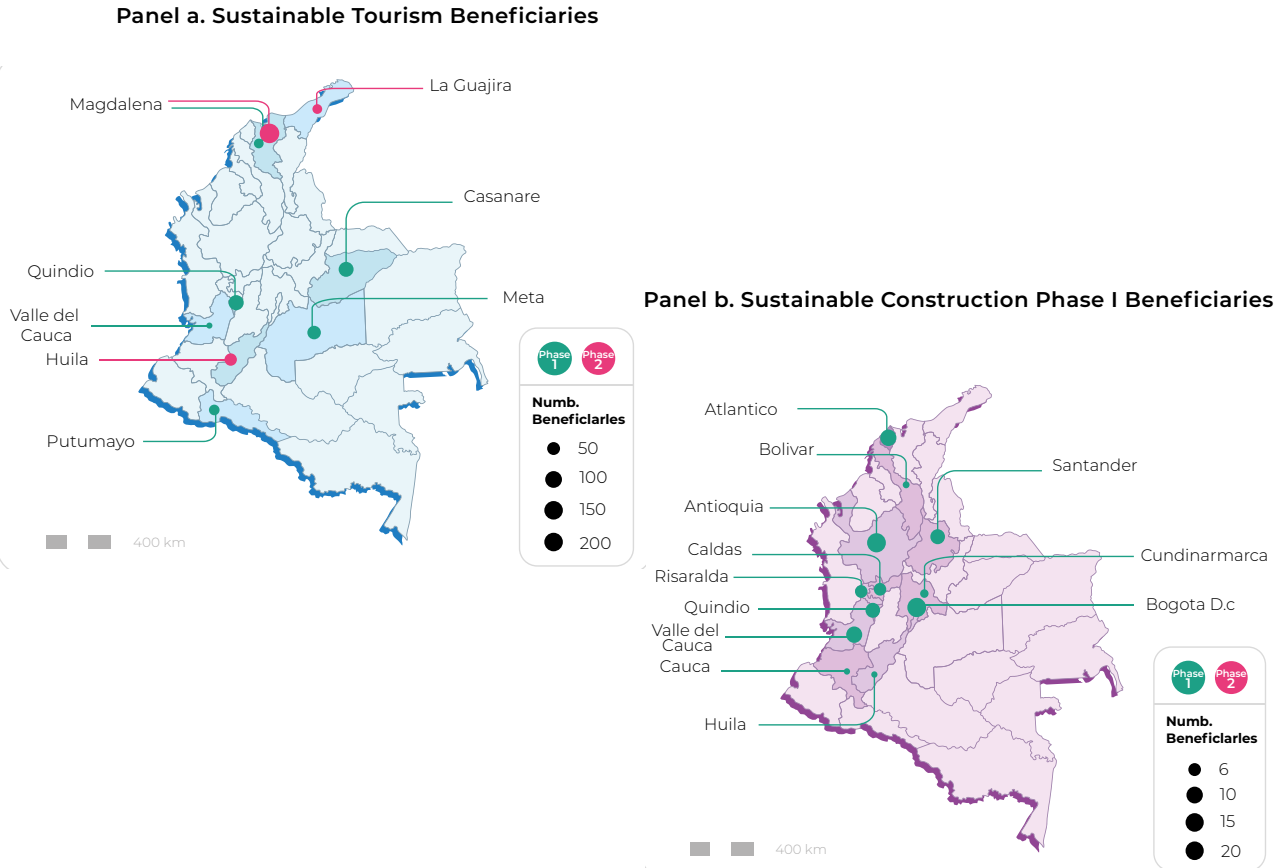 Panel a. Sustainable Tourism Beneficiaries
La Guajira
Magdalena
Casanare
Quindio
Meta
Valle del
Cauca
Huila
Putumayo
Phase
1
Phase
2
Numb.
Beneficlarles
50
100
150
200
400 km
Panel b. Sustainable Construction Phase I Beneficiaries
Atlantico
Bolivar
Santander
Antioquia
Caldas
Cundinarmarca
Risaralda
Quindio
Bogota D.c
Valle del
Cauca
Cauca
Huila
Phase
1
Phase
2
Numb.
Beneficlarles
6
10
15
20
400 km